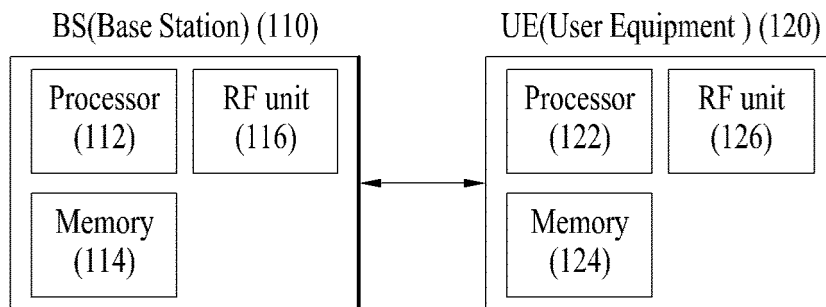 BS(Base Station) (110)
UE(User Equipment ) (120)
Processor
(112)
RF unit
(116)
Memory
(114)
Processor
(122)
RF unit
(126)
Memory
(124)